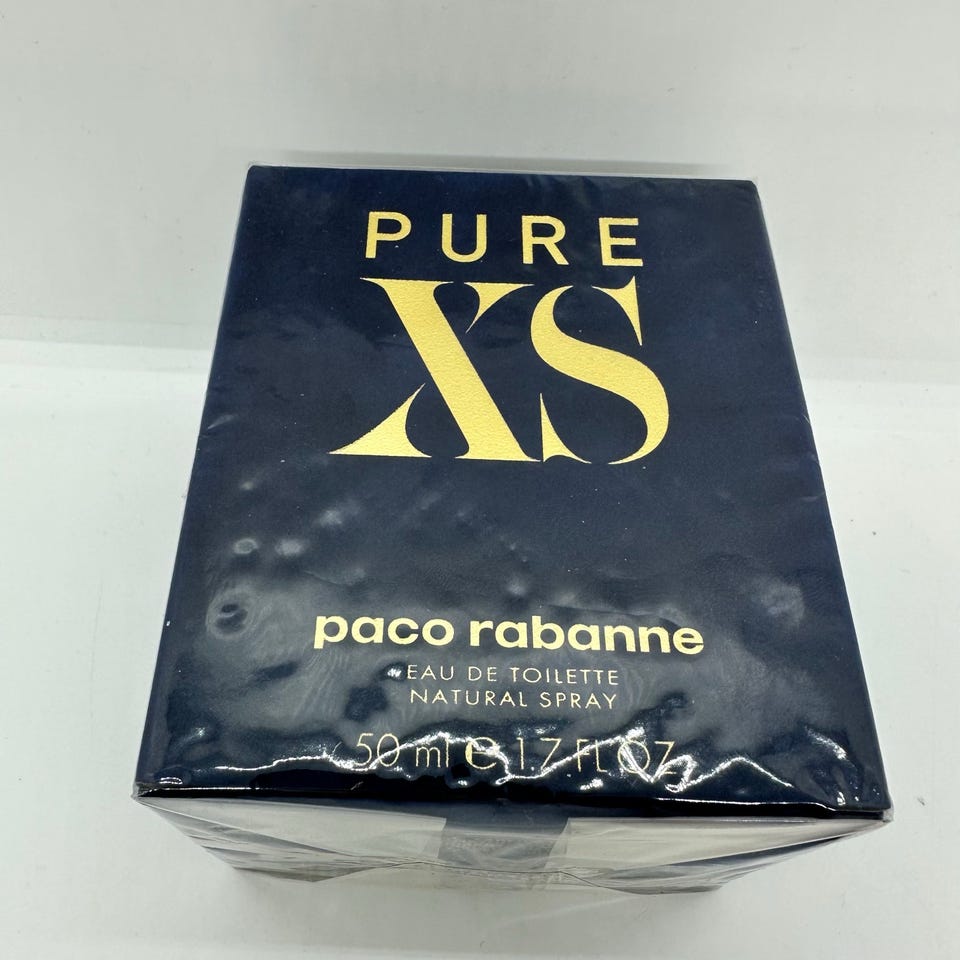 PURE
XS
paco rabanne
EAU DE TOILETTE
NATURAL SPRAY
50 ml ℮ 1.7 FL OZ